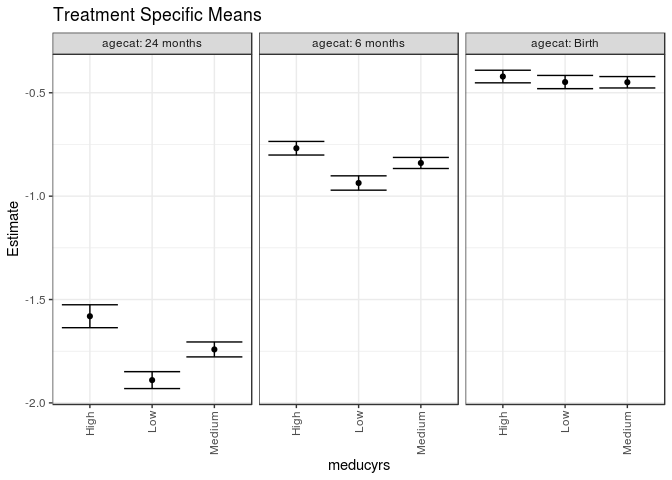 Treatment Specific Means
agecat: 24 months
agecat: 6 months
agecat: Birth
Estimate
-0.5
-1.0
-1.5
-2.0
High
Low
Medium
High
Low
Medium
High
Low
Medium
meducyrs